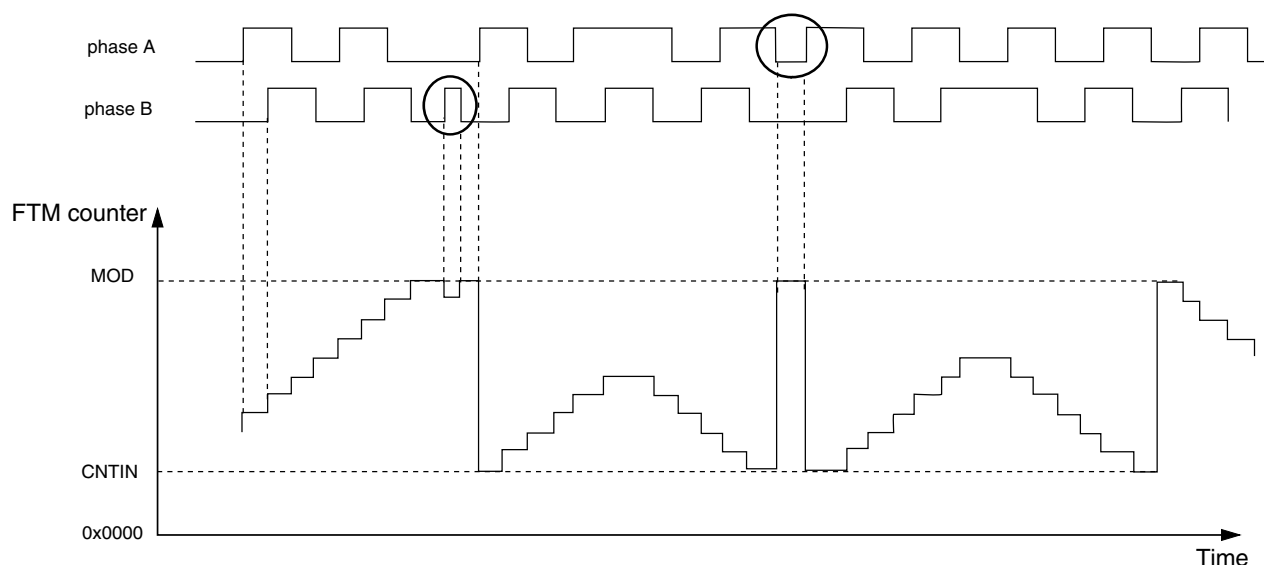 phase A
phase B
FTM counter
MOD
CNTIN
0x0000
Time